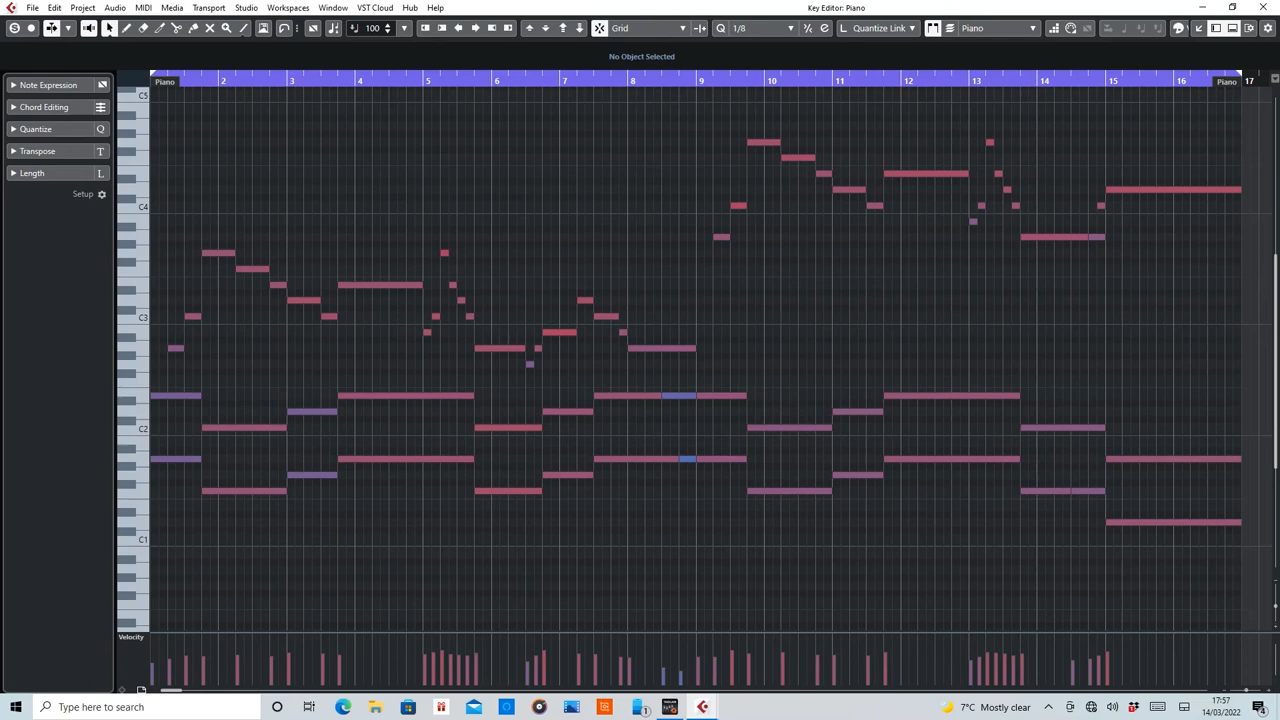 Key Editor: Piano
File Edit Project Audio MIDI Media Transport Studio Workspaces Window VST Cloud Hub Help
S 100 Grid Q 1/8 L Quantize Link Piano
No Object Selected
Piano 2 3 4 5 6 7 8 9 10 11 12 13 14 15 16 Piano 17
Note Expression
Chord Editing
Quantize Q
Transpose T
Length L
Setup
C5
C4
C3
C2
C1
Velocity
Type here to search
1
7°C Mostly clear
17:57
14/03/2022
4